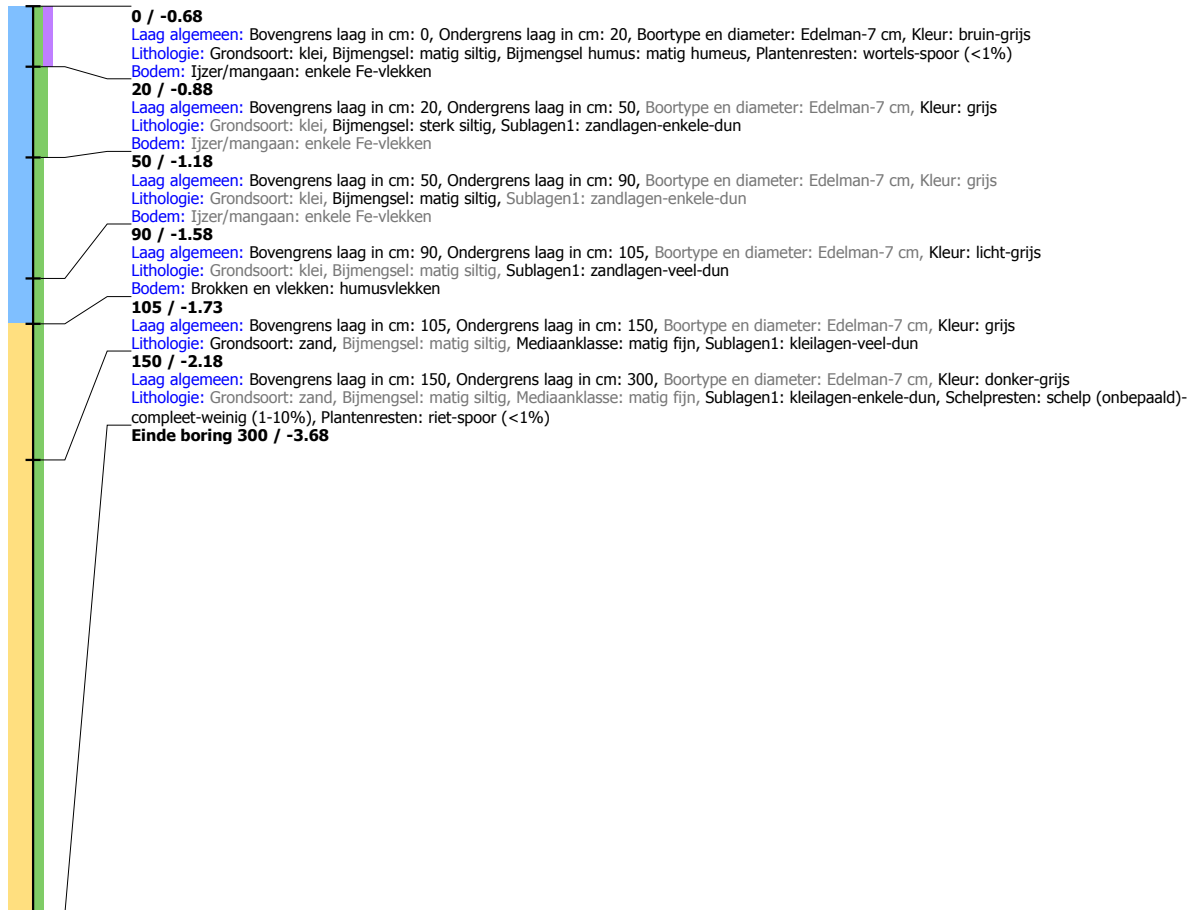 0 / -0.68
Laag algemeen: Bovengrens laag in cm: 0, Ondergrens laag in cm: 20, Boortype en diameter: Edelman-7 cm, Kleur: bruin-grijs
Lithologie: Grondsoort: klei, Bijmengsel: matig siltig, Bijmengsel humus: matig humeus, Plantenresten: wortels-spoor (<1%)
Bodem: Ijzer/mangaan: enkele Fe-vlekken
20 / -0.88
Laag algemeen: Bovengrens laag in cm: 20, Ondergrens laag in cm: 50, Boortype en diameter: Edelman-7 cm, Kleur: grijs
Lithologie: Grondsoort: klei, Bijmengsel: sterk siltig, Sublagen1: zandlagen-enkele-dun
Bodem: Ijzer/mangaan: enkele Fe-vlekken
50 / -1.18
Laag algemeen: Bovengrens laag in cm: 50, Ondergrens laag in cm: 90, Boortype en diameter: Edelman-7 cm, Kleur: grijs
Lithologie: Grondsoort: klei, Bijmengsel: matig siltig, Sublagen1: zandlagen-enkele-dun
Bodem: Ijzer/mangaan: enkele Fe-vlekken
90 / -1.58
Laag algemeen: Bovengrens laag in cm: 90, Ondergrens laag in cm: 105, Boortype en diameter: Edelman-7 cm, Kleur: licht-grijs
Lithologie: Grondsoort: klei, Bijmengsel: matig siltig, Sublagen1: zandlagen-veel-dun
Bodem: Brokken en vlekken: humusvlekken
105 / -1.73
Laag algemeen: Bovengrens laag in cm: 105, Ondergrens laag in cm: 150, Boortype en diameter: Edelman-7 cm, Kleur: grijs
Lithologie: Grondsoort: zand, Bijmengsel: matig siltig, Mediaanklasse: matig fijn, Sublagen1: kleilagen-veel-dun
150 / -2.18
Laag algemeen: Bovengrens laag in cm: 150, Ondergrens laag in cm: 300, Boortype en diameter: Edelman-7 cm, Kleur: donker-grijs
Lithologie: Grondsoort: zand, Bijmengsel: matig siltig, Mediaanklasse: matig fijn, Sublagen1: kleilagen-enkele-dun, Schelpresten: schelp (onbepaald)-
compleet-weinig (1-10%), Plantenresten: riet-spoor (<1%)
Einde boring 300 / -3.68